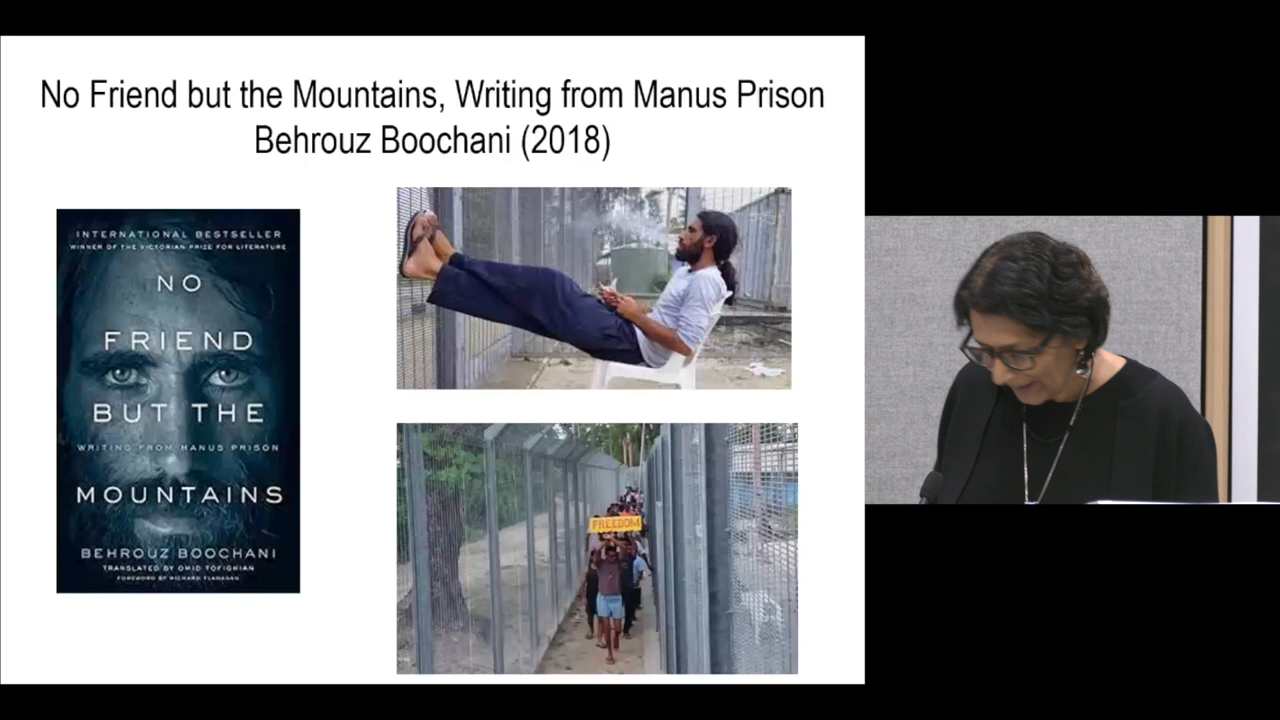 No Friend but the Mountains, Writing from Manus Prison
Behrouz Boochani (2018)
INTERNATIONAL BESTSELLER
WINNER OF THE VICTORIAN PRIZE FOR LITERATURE
NO
FRIEND
BUT THE
WRITING FROM MANUS PRISON
MOUNTAINS
BEHROUZ BOOCHANI
TRANSLATED BY OMID TOFIGHIAN
FOREWORD BY RICHARD FLANAGAN
FREEDOM